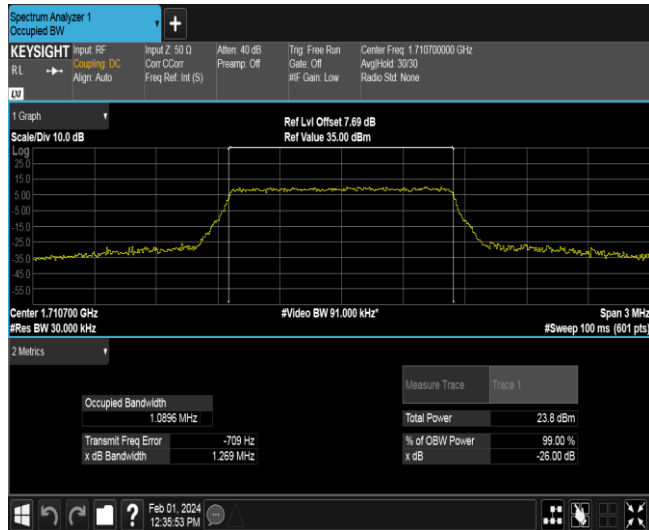 Spectrum Analyzer 1
Occupied BW
+
KEYSIGHT
RL
LXI
Input: RF
Coupling: DC
Align: Auto
Input Z: 50 Ω
Corr CCorr
Freq Ref: Int (S)
Atten: 40 dB
Preamp: Off
Trig: Free Run
Gate: Off
#IF Gain: Low
Center Freq: 1.710700000 GHz
Avg|Hold: 30/30
Radio Std: None
1 Graph
Scale/Div 10.0 dB
Ref Lvl Offset 7.69 dB
Ref Value 35.00 dBm
Log
25.0
15.0
5.00
-5.00
-15.0
-25.0
-35.0
-45.0
-55.0
Center 1.710700 GHz
#Res BW 30.000 kHz
#Video BW 91.000 kHz*
Span 3 MHz
#Sweep 100 ms (601 pts)
2 Metrics
Measure Trace Trace 1
Occupied Bandwidth
1.0896 MHz
Total Power 23.8 dBm
Transmit Freq Error -709 Hz
% of OBW Power 99.00 %
x dB Bandwidth 1.269 MHz
x dB -26.00 dB
?
Feb 01, 2024
12:35:53 PM